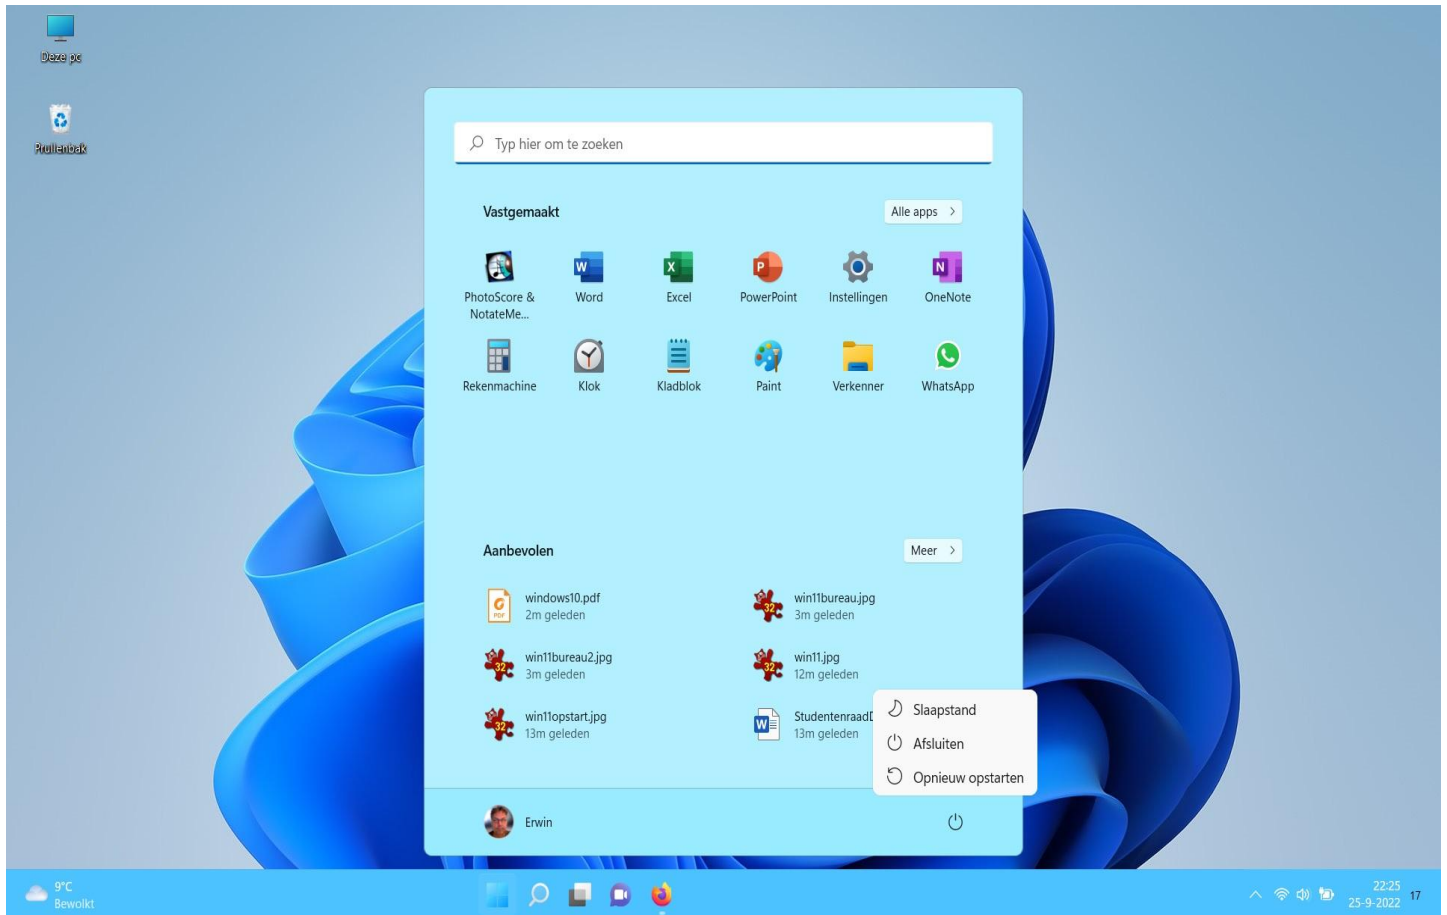 Deze pc
Prullenbak
Typ hier om te zoeken
Vastgemaakt
Alle apps
PhotoScore &
NotateMe...
Word
Excel
PowerPoint
Instellingen
OneNote
Rekenmachine
Klok
Kladblok
Paint
Verkenner
WhatsApp
Aanbevolen
Meer
windows10.pdf
2m geleden
win11bureau.jpg
3m geleden
win11bureau2.jpg
3m geleden
win11.jpg
12m geleden
win11opstart.jpg
13m geleden
StudentenraadD
13m geleden
Slaapstand
Afsluiten
Opnieuw opstarten
Erwin
9°C
Bewolkt
22:25
25-9-2022
17